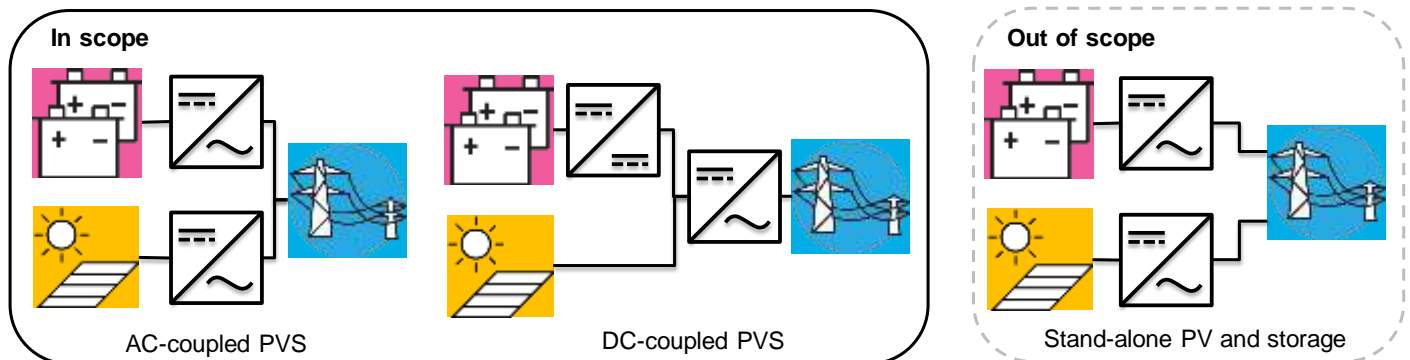 In scope
Out of scope
+ −
+ −
+ −
+ −
+ −
+ −
AC-coupled PVS
DC-coupled PVS
Stand-alone PV and storage